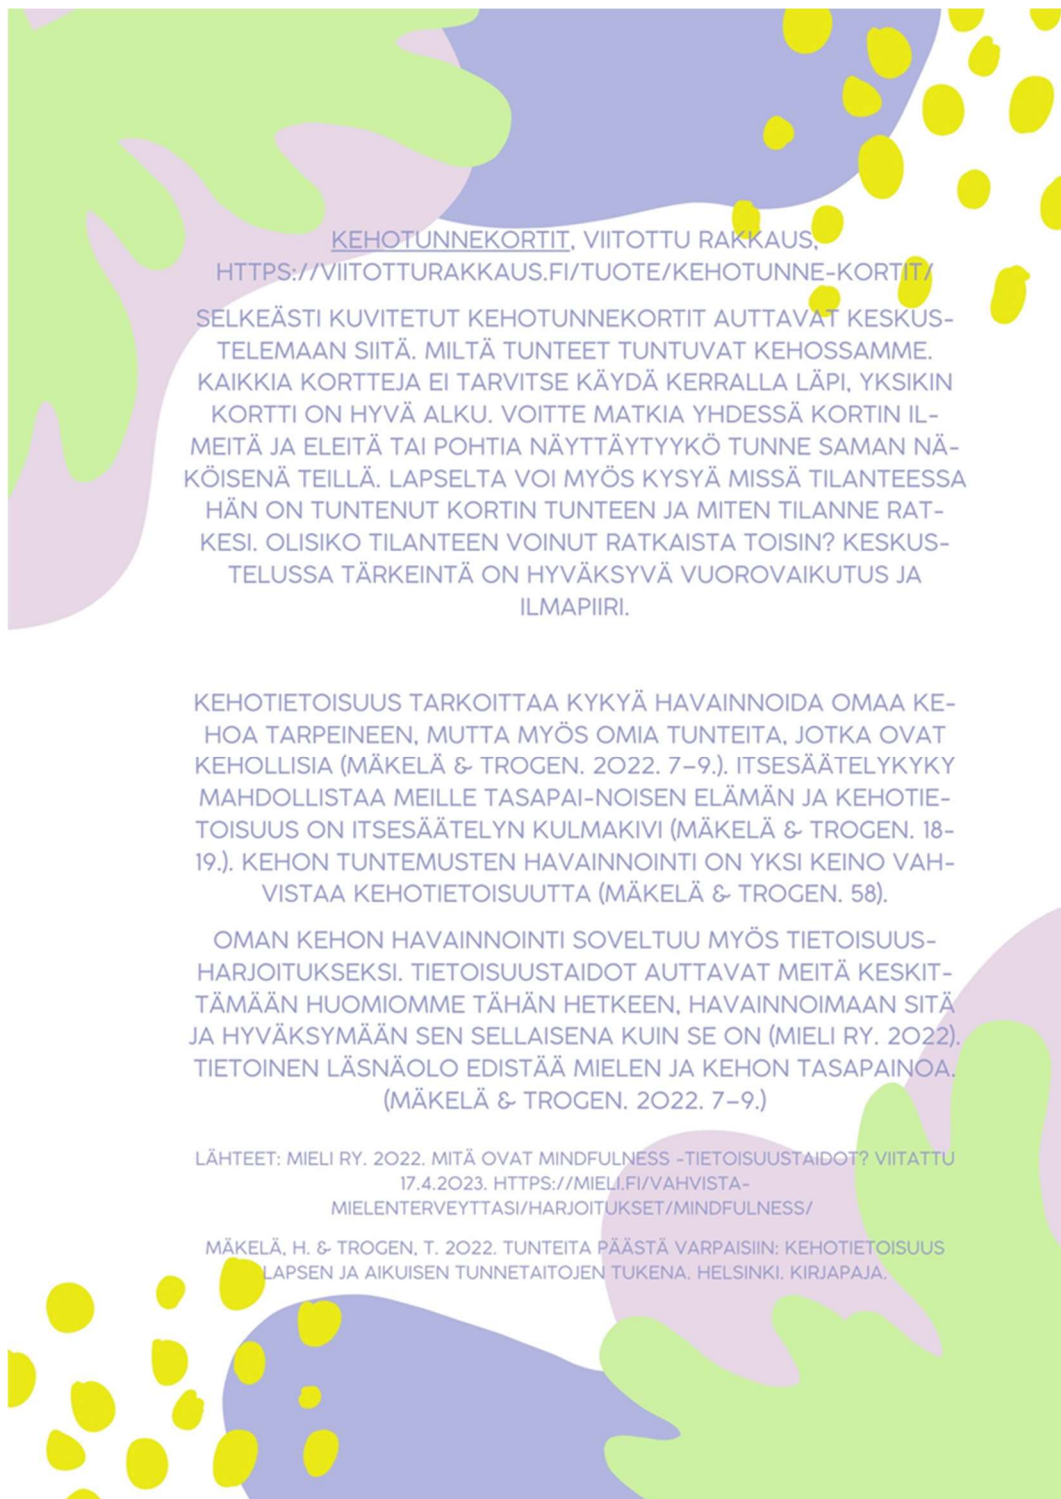 KEHOTUNNEKORTIT, VIITOTTU RAKKAUS,
HTTPS://VIITOTTURAKKAUS.FI/TUOTE/KEHOTUNNE-KORTIT/
SELKEÄSTI KUVITETUT KEHOTUNNEKORTIT AUTTAVAT KESKUS-
TELEMAAN SIITÄ. MILTÄ TUNTEET TUNTUVAT KEHOSSAMME.
KAIKKIA KORTTEJA EI TARVITSE KÄYDÄ KERRALLA LÄPI, YKSIKIN
KORTTI ON HYVÄ ALKU. VOITTE MATKIA YHDESSÄ KORTIN IL-
MEITÄ JA ELEITÄ TAI POHTIA NÄYTTÄYTYYKÖ TUNNE SAMAN NÄ-
KÖISENÄ TEILLÄ. LAPSELTA VOI MYÖS KYSYÄ MISSÄ TILANTEESSA
HÄN ON TUNTENUT KORTIN TUNTEEN JA MITEN TILANNE RAT-
KESI. OLISIKO TILANTEEN VOINUT RATKAISTA TOISIN? KESKUS-
TELUSSA TÄRKEINTÄ ON HYVÄKSYVÄ VUOROVAIKUTUS JA
ILMAPIIRI.
KEHOTIETOISUUS TARKOITTAA KYKYÄ HAVAINNOIDA OMAA KE-
HOA TARPEINEEN, MUTTA MYÖS OMIA TUNTEITA, JOTKA OVAT
KEHOLLISIA (MÄKELÄ & TROGEN. 2022. 7–9.). ITSESÄÄTELYKYKY
MAHDOLLISTAA MEILLE TASAPAI-NOISEN ELÄMÄN JA KEHOTIE-
TOISUUS ON ITSESÄÄTELYN KULMAKIVI (MÄKELÄ & TROGEN. 18-
19.). KEHON TUNTEMUSTEN HAVAINNOINTI ON YKSI KEINO VAH-
VISTAA KEHOTIETOISUUTTA (MÄKELÄ & TROGEN. 58).
OMAN KEHON HAVAINNOINTI SOVELTUU MYÖS TIETOISUUS-
HARJOITUKSEKSI. TIETOISUUSTAIDOT AUTTAVAT MEITÄ KESKIT-
TÄMÄÄN HUOMIOMME TÄHÄN HETKEEN, HAVAINNOIMAAN SITÄ
JA HYVÄKSYMÄÄN SEN SELLAISENA KUIN SE ON (MIELI RY. 2022).
TIETOINEN LÄSNÄOLO EDISTÄÄ MIELEN JA KEHON TASAPAINOA.
(MÄKELÄ & TROGEN. 2022. 7–9.)
LÄHTEET: MIELI RY. 2022. MITÄ OVAT MINDFULNESS -TIETOISUUSTAIDOT? VIITATTU
17.4.2023. HTTPS://MIELI.FI/VAHVISTA-
MIELENTERVEYTTASI/HARJOITUKSET/MINDFULNESS/
MÄKELÄ, H. & TROGEN, T. 2022. TUNTEITA PÄÄSTÄ VARPAISIIN: KEHOTIETOISUUS
LAPSEN JA AIKUISEN TUNNETAITOJEN TUKENA. HELSINKI. KIRJAPAJA.